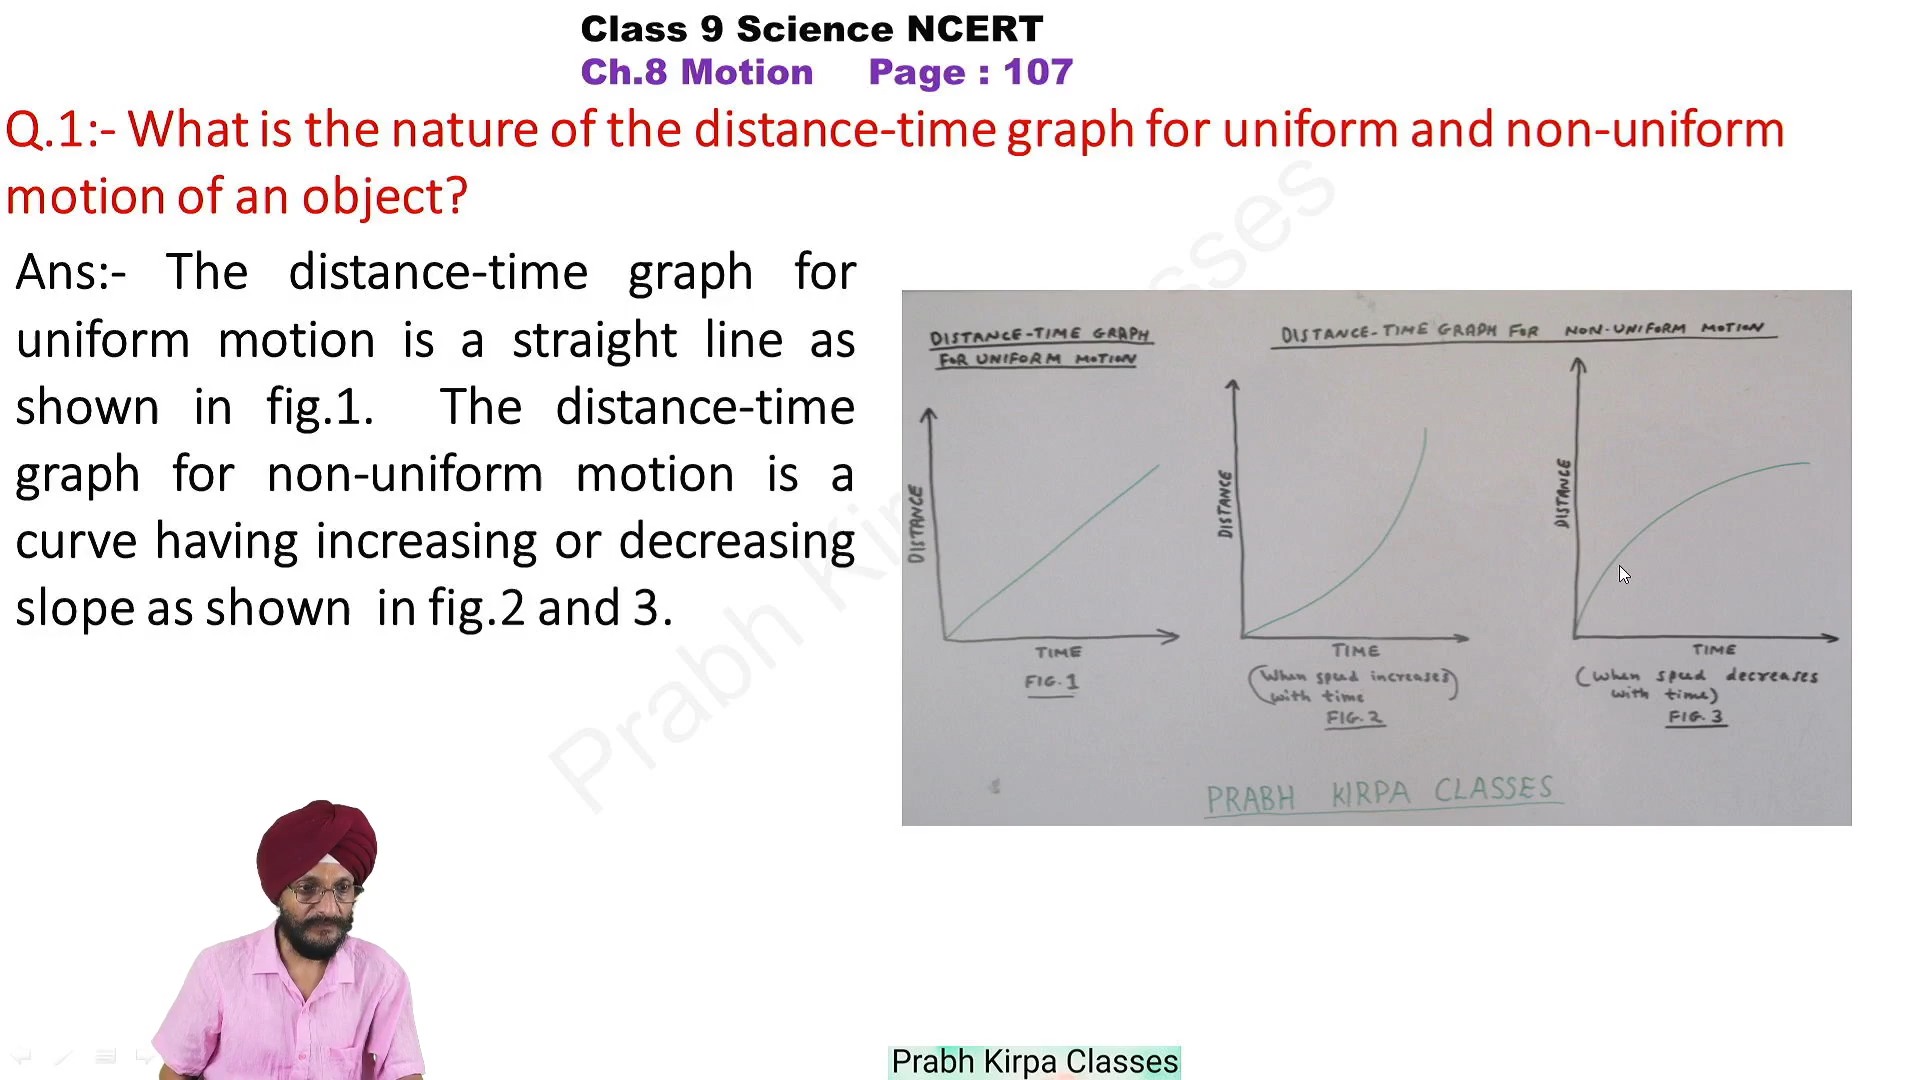 Class 9 Science NCERT
Ch.8 Motion Page : 107
Q.1:- What is the nature of the distance-time graph for uniform and non-uniform
motion of an object?
Ans:- The distance-time graph for
uniform motion is a straight line as
shown in fig.1. The distance-time
graph for non-uniform motion is a
curve having increasing or decreasing
slope as shown in fig.2 and 3.
DISTANCE-TIME GRAPH
FOR UNIFORM MOTION
DISTANCE
TIME
FIG.1
DISTANCE-TIME GRAPH FOR NON-UNIFORM MOTION
DISTANCE
TIME
(When speed increases)
with time
FIG.2
DISTANCE
TIME
(when speed decreases
with time)
FIG.3
PRABH KIRPA CLASSES
Prabh Kirpa Classes
Prabh Kirpa Classes